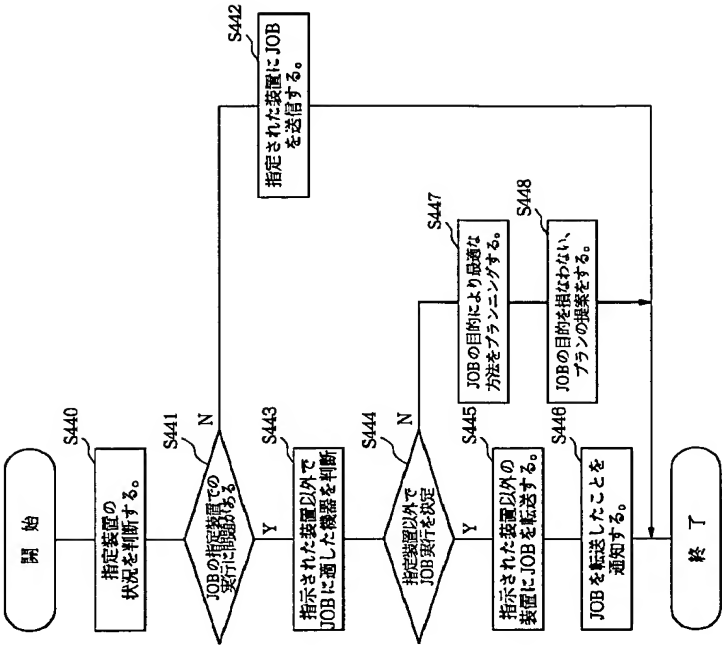 開 始
S440
指定装置の
状況を判断する。
S441
JOBの指定装置での
実行に問題がある
N
Y
S442
指定された装置にJOB
を送信する。
S443
指示された装置以外で
JOBに適した機器を判断
S444
指定装置以外で
JOB実行を決定
N
Y
S445
指示された装置以外の
装置にJOBを転送する。
S446
JOBを転送したことを
通知する。
S447
JOBの目的により最適な
方法をプランニングする。
S448
JOBの目的を損なわない、
プランの提案をする。
終 了